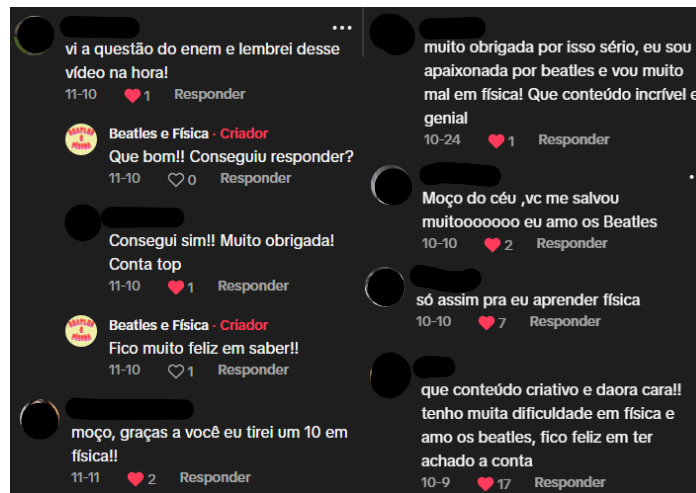 vi a questão do enem e lembrei desse
vídeo na hora!
11-10 1 Responder
BEATLES E FÍSICA
Beatles e Física · Criador
Que bom!! Conseguiu responder?
11-10 0 Responder
Consegui sim!! Muito obrigada!
Conta top
11-10 1 Responder
BEATLES E FÍSICA
Beatles e Física · Criador
Fico muito feliz em saber!!
11-10 1 Responder
moço, graças a você eu tirei um 10 em
física!!
11-11 2 Responder
muito obrigada por isso sério, eu sou
apaixonada por beatles e vou muito
mal em física! Que conteúdo incrível e
genial
10-24 1 Responder
Moço do céu ,vc me salvou
muitooooooo eu amo os Beatles
10-10 2 Responder
só assim pra eu aprender física
10-10 7 Responder
que conteúdo criativo e daora cara!!
tenho muita dificuldade em física e
amo os beatles, fico feliz em ter
achado a conta
10-9 17 Responder